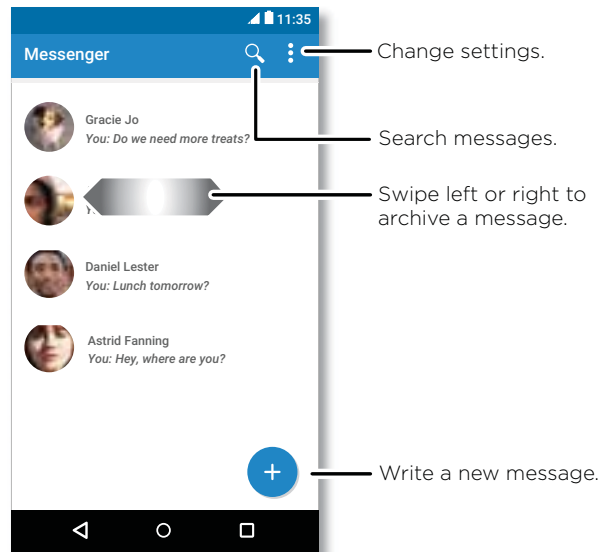 11:35
Messenger
Change settings.
Gracie Jo
You: Do we need more treats?
Search messages.
Swipe left or right to
archive a message.
Daniel Lester
You: Lunch tomorrow?
Astrid Fanning
You: Hey, where are you?
Write a new message.